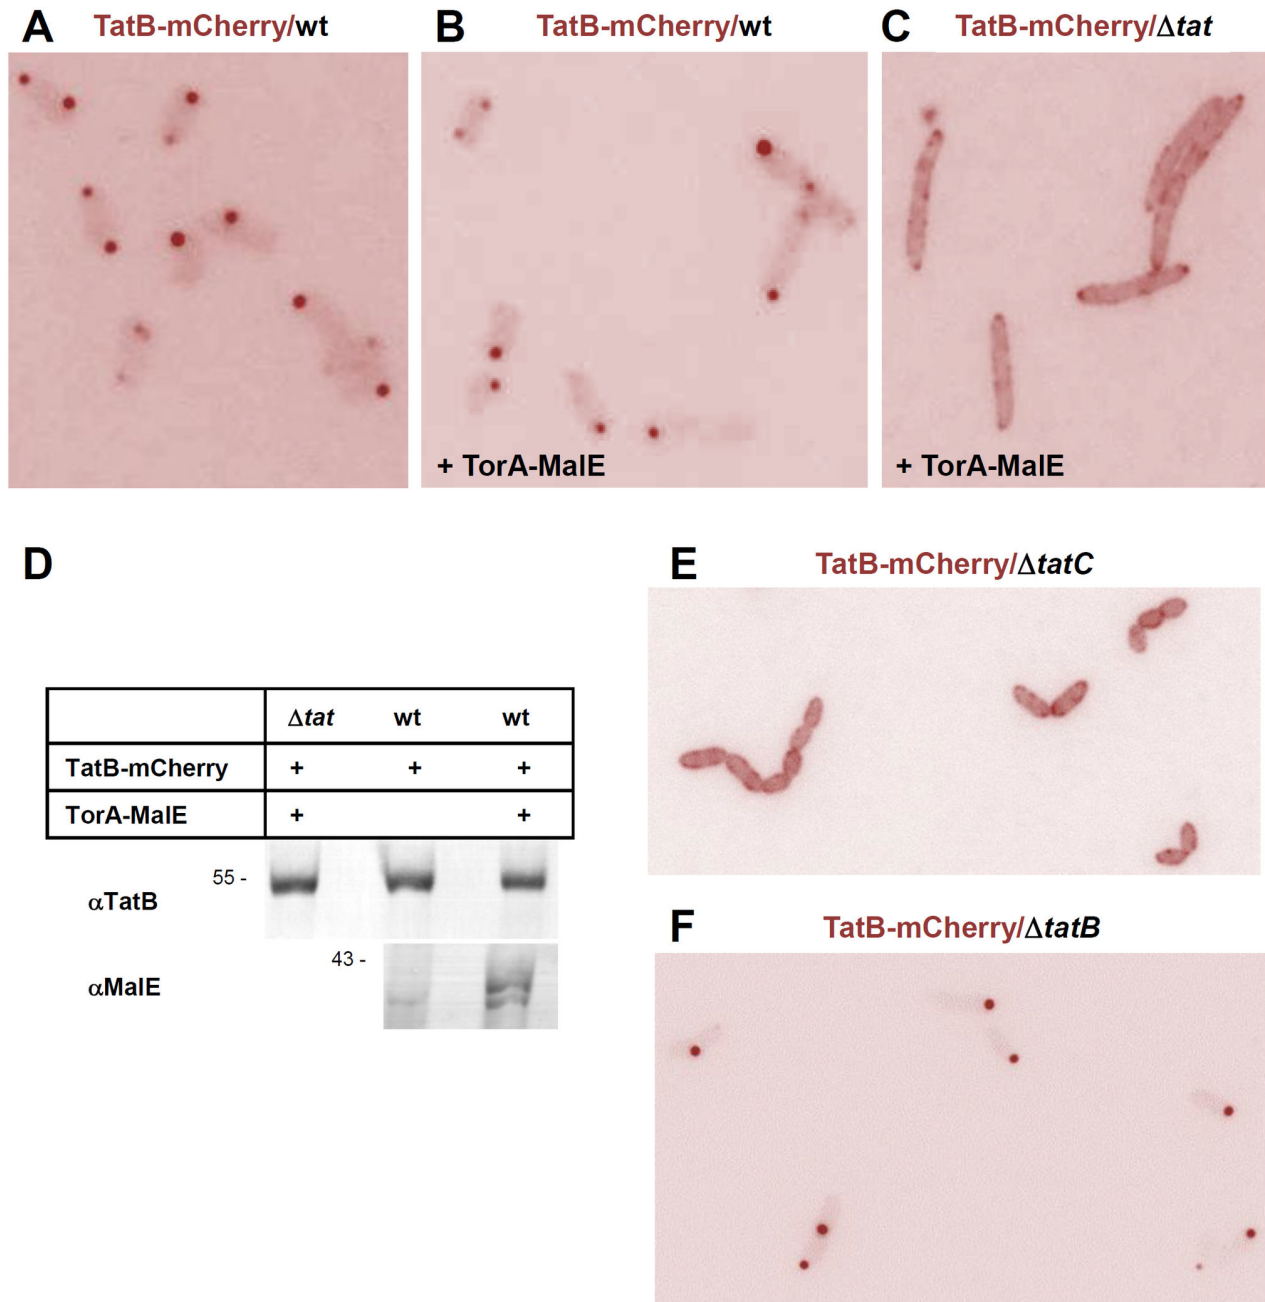 A TatB-mCherry/wt
B TatB-mCherry/wt
C TatB-mCherry/Δtat
+ TorA-MalE
+ TorA-MalE
D
Δtat wt wt
TatB-mCherry + + +
TorA-MalE + +
55 -
αTatB
43 -
αMalE
E TatB-mCherry/ΔtatC
F TatB-mCherry/ΔtatB